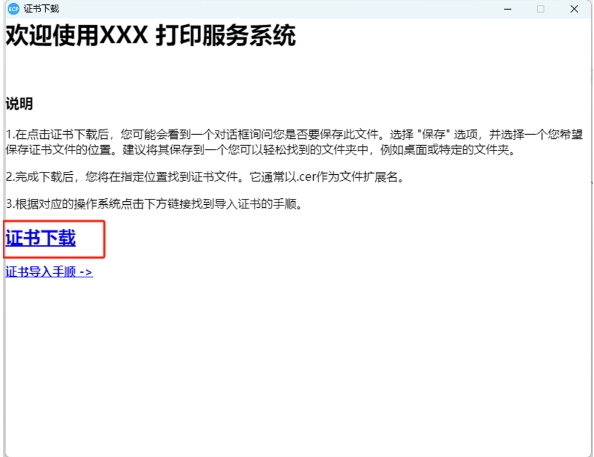 ECP 证书下载
欢迎使用XXX 打印服务系统
说明
1.在点击证书下载后，您可能会看到一个对话框询问您是否要保存此文件。选择 "保存" 选项，并选择一个您希望
保存证书文件的位置。建议将其保存到一个您可以轻松找到的文件夹中，例如桌面或特定的文件夹。
2.完成下载后，您将在指定位置找到证书文件。它通常以.cer作为文件扩展名。
3.根据对应的操作系统点击下方链接找到导入证书的手顺。
证书下载
证书导入手顺 ->